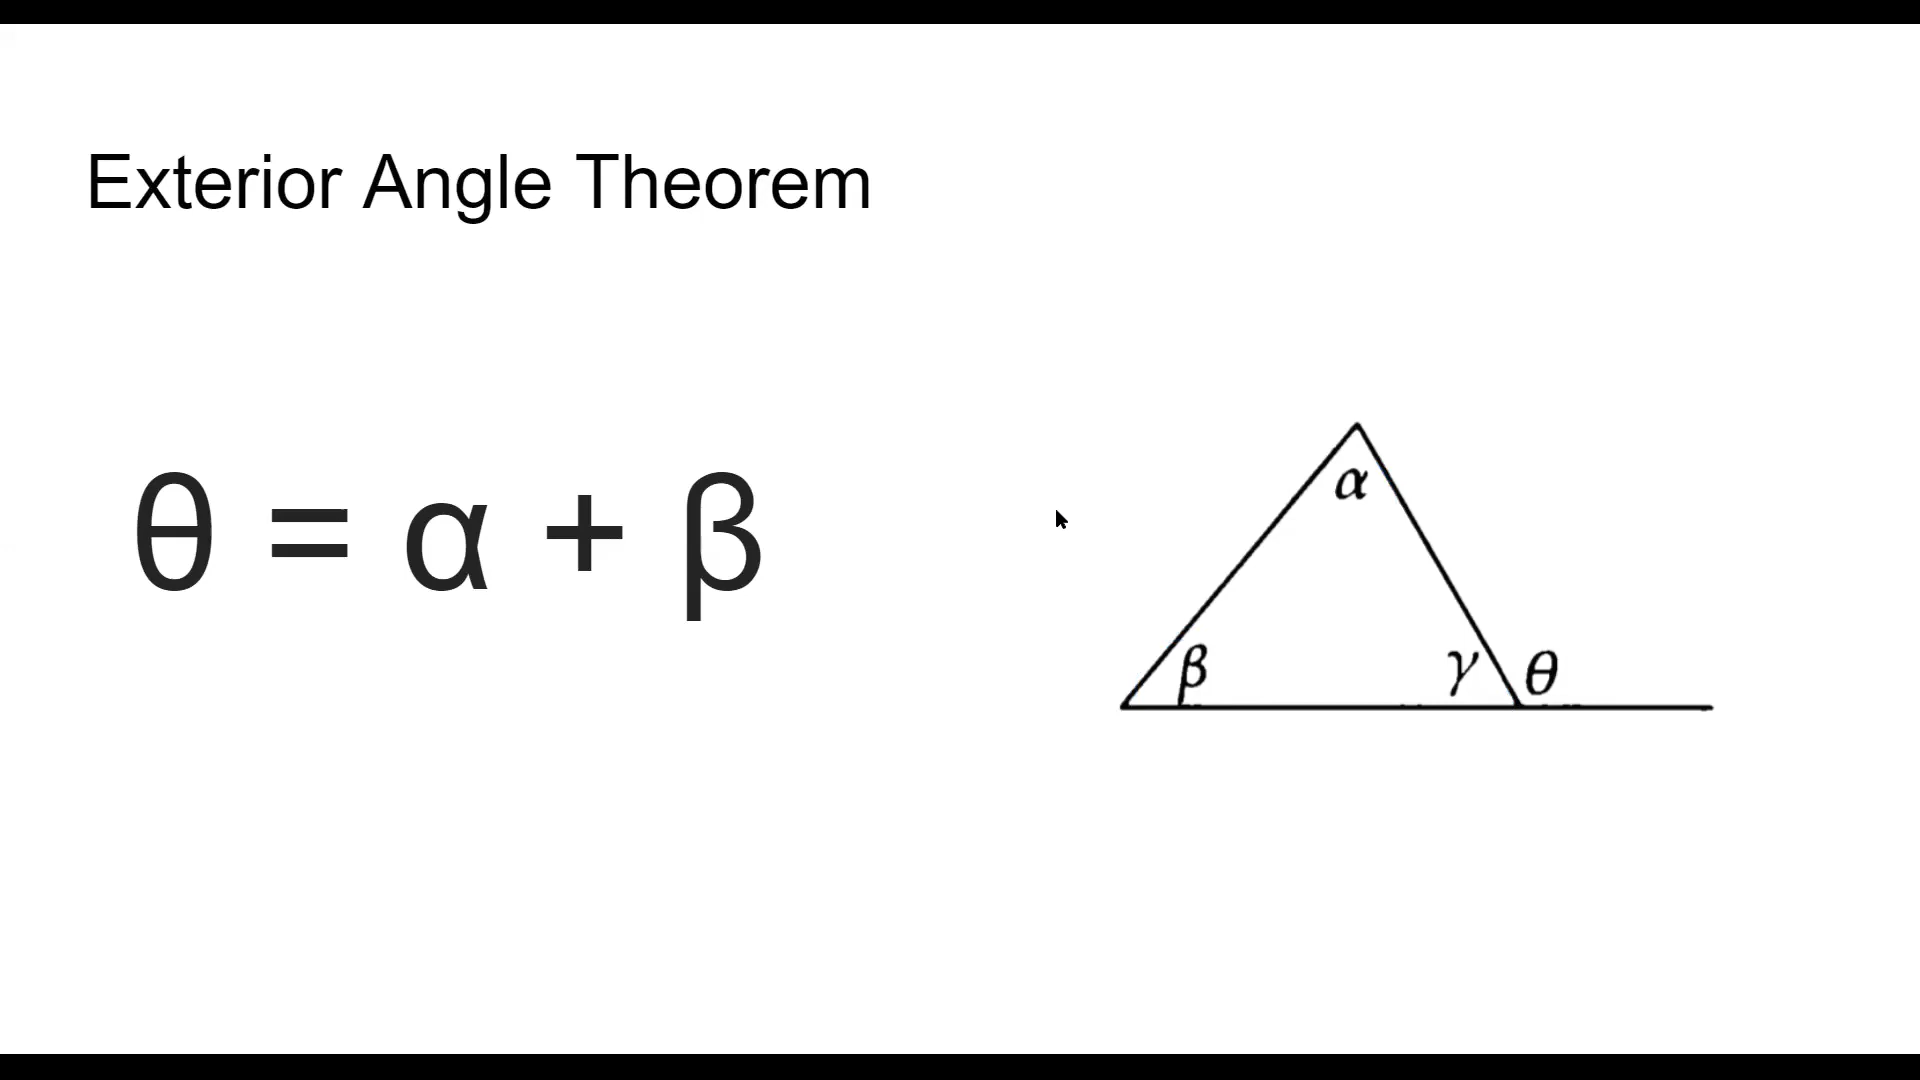 Exterior Angle Theorem
θ = α + β
α
β
γ
θ